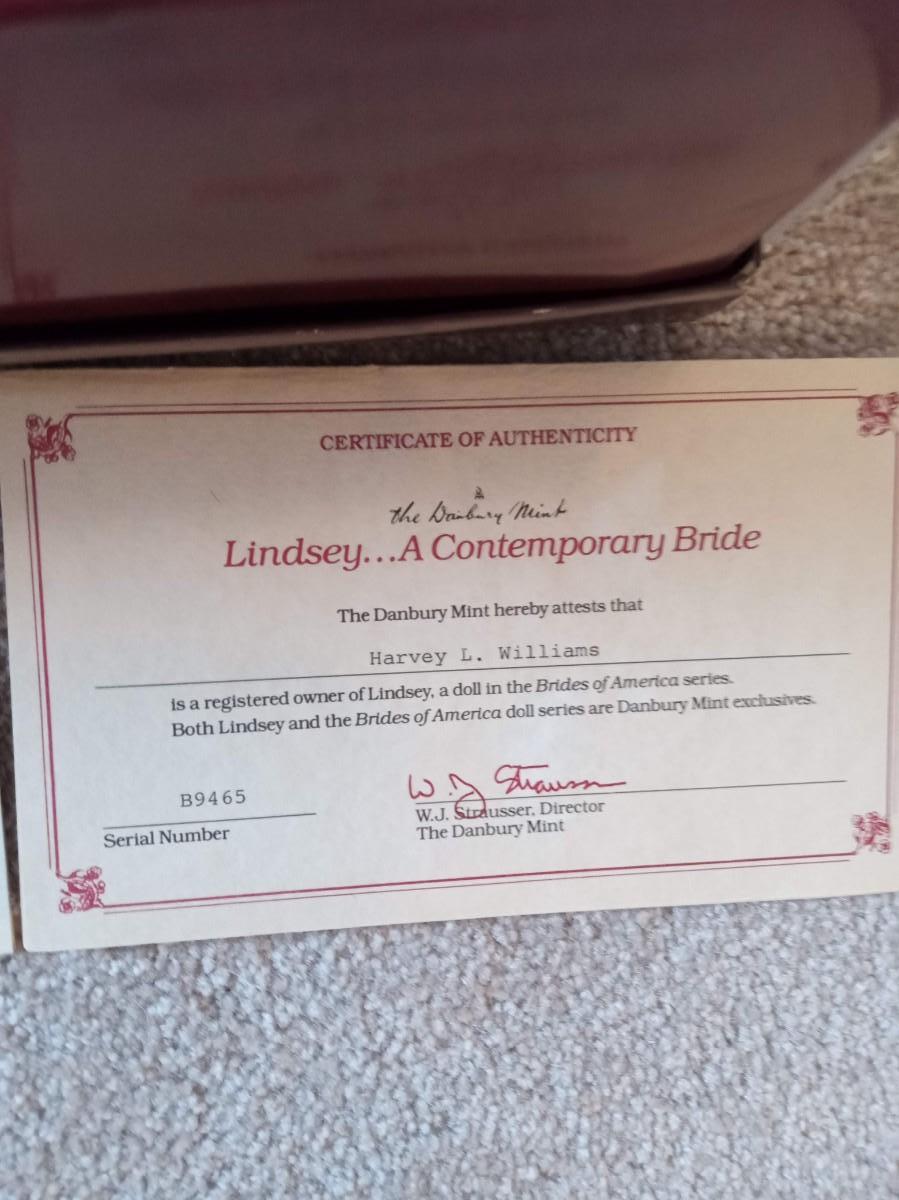 CERTIFICATE OF AUTHENTICITY
the Danbury Mint
Lindsey...A Contemporary Bride
The Danbury Mint hereby attests that
Harvey L. Williams
is a registered owner of Lindsey, a doll in the Brides of America series.
Both Lindsey and the Brides of America doll series are Danbury Mint exclusives.
B9465
Serial Number
W.J. Strausser
W.J. Strausser, Director
The Danbury Mint